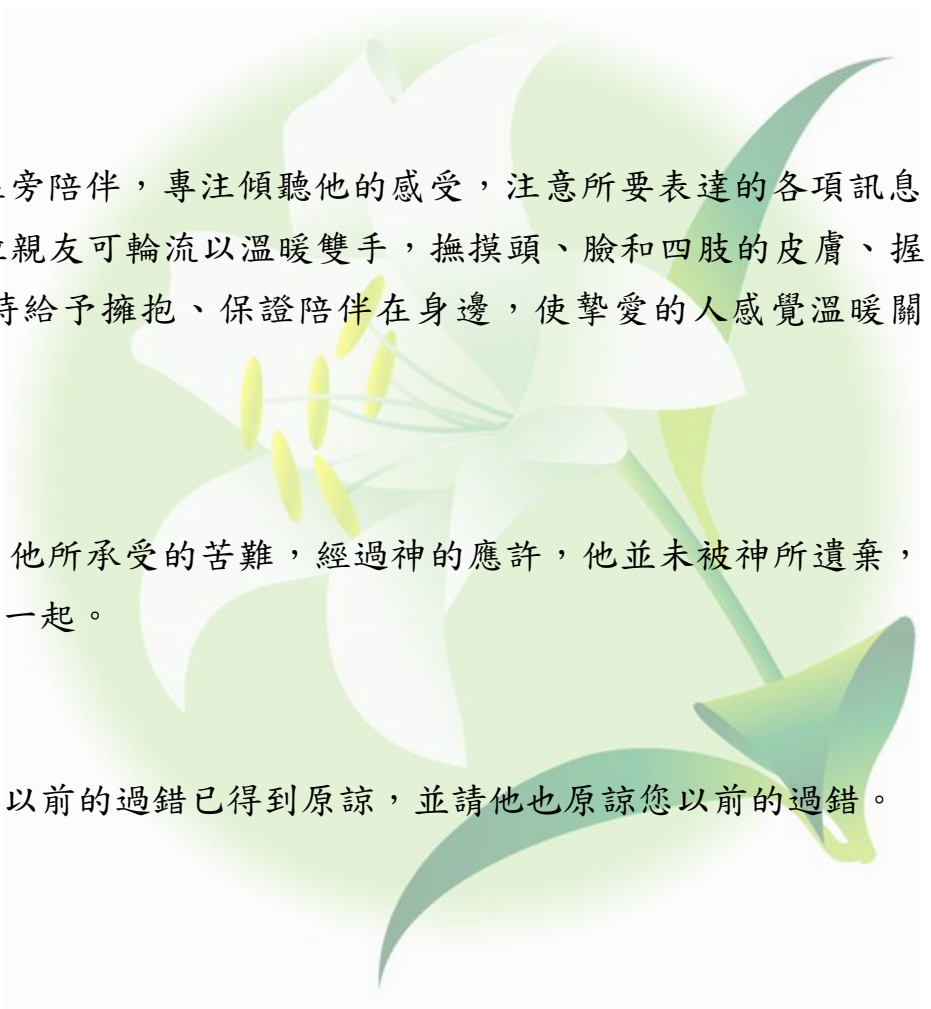 旁陪伴，專注傾聽他的感受，注意所要表達的各項訊息
親友可輪流以溫暖雙手，撫摸頭、臉和四肢的皮膚、握
時給予擁抱、保證陪伴在身邊，使摯愛的人感覺溫暖關
他所承受的苦難，經過神的應許，他並未被神所遺棄，
一起。
以前的過錯已得到原諒，並請他也原諒您以前的過錯。